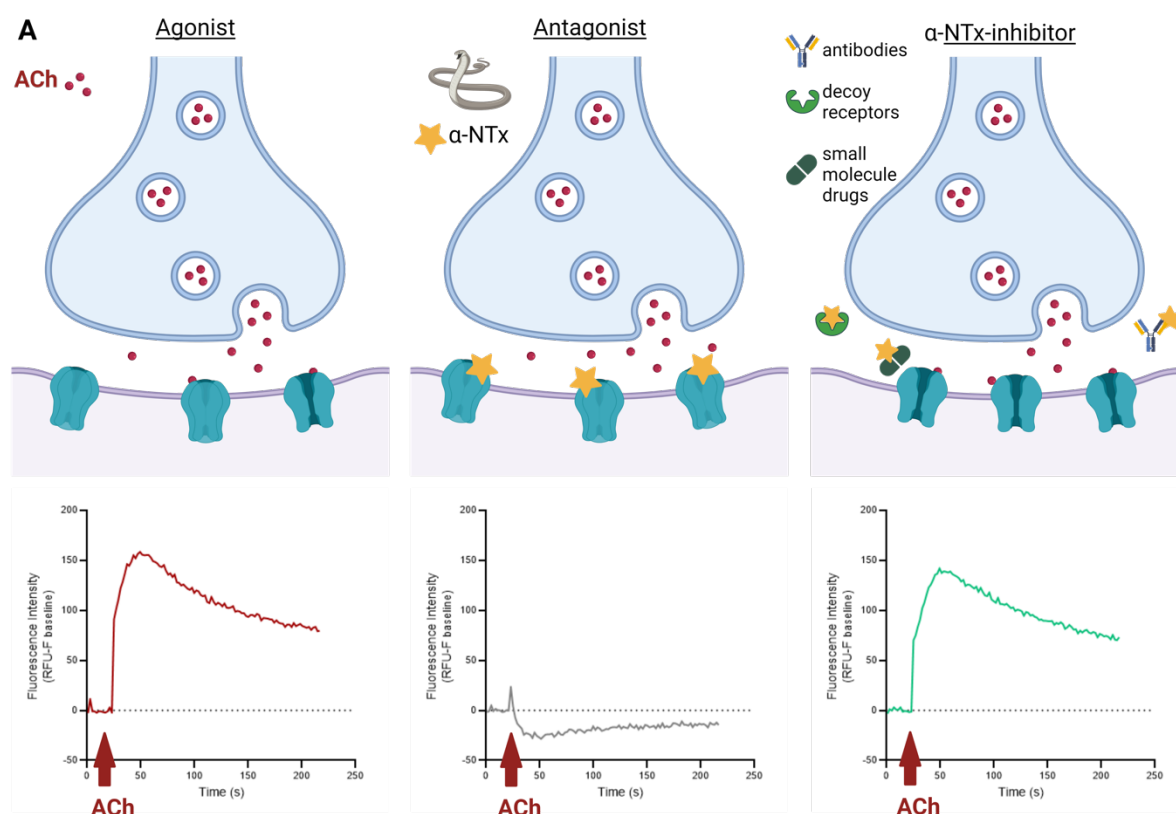 A
Agonist
ACh
Antagonist
α-NTx
α-NTx-inhibitor
antibodies
decoy
receptors
small
molecule
drugs
Fluorescence Intensity
(RFU-F baseline)
200
150
100
50
0
-50
0
50
100
150
200
250
Time (s)
ACh
Fluorescence Intensity
(RFU-F baseline)
200
150
100
50
0
-50
0
50
100
150
200
250
Time (s)
ACh
Fluorescence Intensity
(RFU-F baseline)
200
150
100
50
0
-50
0
50
100
150
200
250
Time (s)
ACh